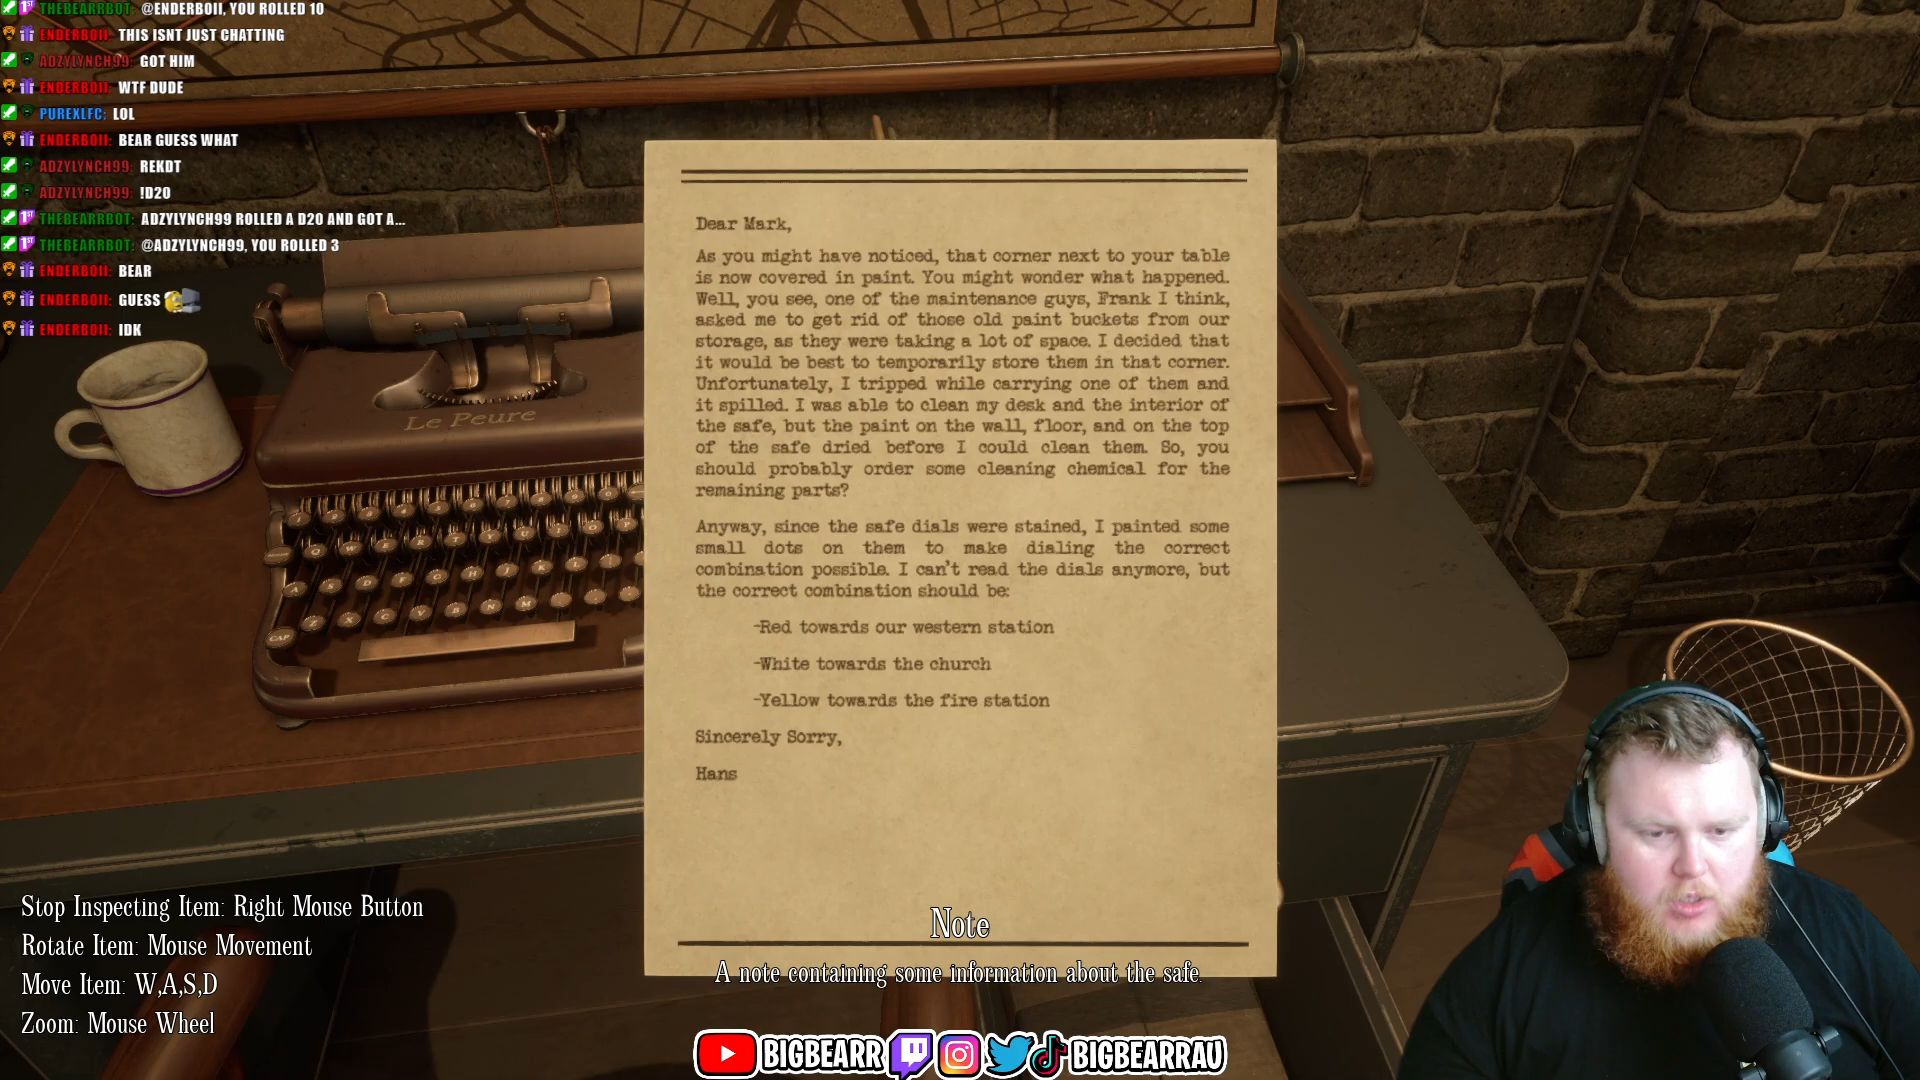 THEBEARRBOT: @ENDERBOII, YOU ROLLED 10
ENDERBOII: THIS ISNT JUST CHATTING
ADZYLYNCH99: GOT HIM
ENDERBOII: WTF DUDE
PUREXLFC: LOL
ENDERBOII: BEAR GUESS WHAT
ADZYLYNCH99: REKDT
ADZYLYNCH99: !D20
THEBEARRBOT: ADZYLYNCH99 ROLLED A D20 AND GOT A...
THEBEARRBOT: @ADZYLYNCH99, YOU ROLLED 3
ENDERBOII: BEAR
ENDERBOII: GUESS
ENDERBOII: IDK
Le Peure
Dear Mark,
As you might have noticed, that corner next to your table
is now covered in paint. You might wonder what happened.
Well, you see, one of the maintenance guys, Frank I think,
asked me to get rid of those old paint buckets from our
storage, as they were taking a lot of space. I decided that
it would be best to temporarily store them in that corner.
Unfortunately, I tripped while carrying one of them and
it spilled. I was able to clean my desk and the interior of
the safe, but the paint on the wall, floor, and on the top
of the safe dried before I could clean them. So, you
should probably order some cleaning chemical for the
remaining parts?
Anyway, since the safe dials were stained, I painted some
small dots on them to make dialing the correct
combination possible. I can't read the dials anymore, but
the correct combination should be:
-Red towards our western station
-White towards the church
-Yellow towards the fire station
Sincerely Sorry,
Hans
Note
A note containing some information about the safe.
Stop Inspecting Item: Right Mouse Button
Rotate Item: Mouse Movement
Move Item: W,A,S,D
Zoom: Mouse Wheel
BIGBEARR
BIGBEARRAU